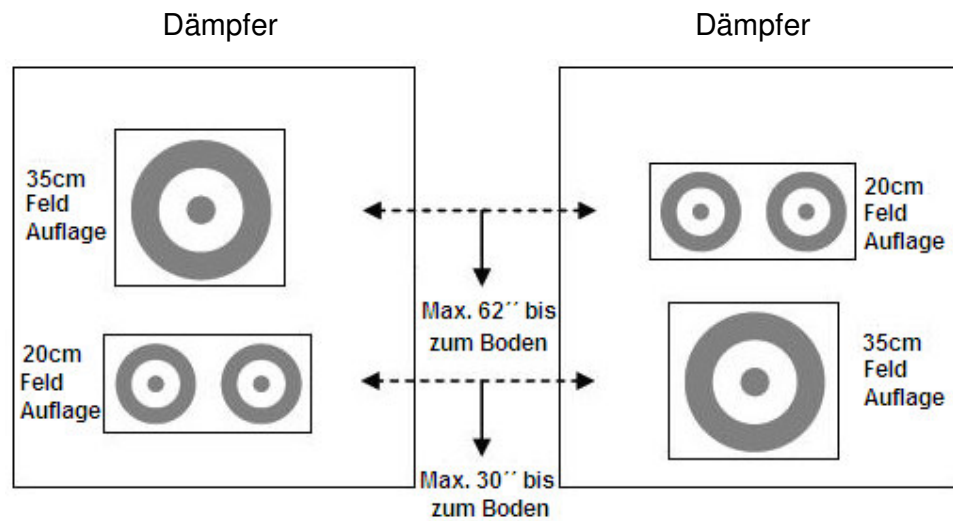 Dämpfer
Dämpfer
35cm
Feld
Auflage
20cm
Feld
Auflage
Max. 62´´ bis
zum Boden
20cm
Feld
Auflage
35cm
Feld
Auflage
Max. 30´´ bis
zum Boden